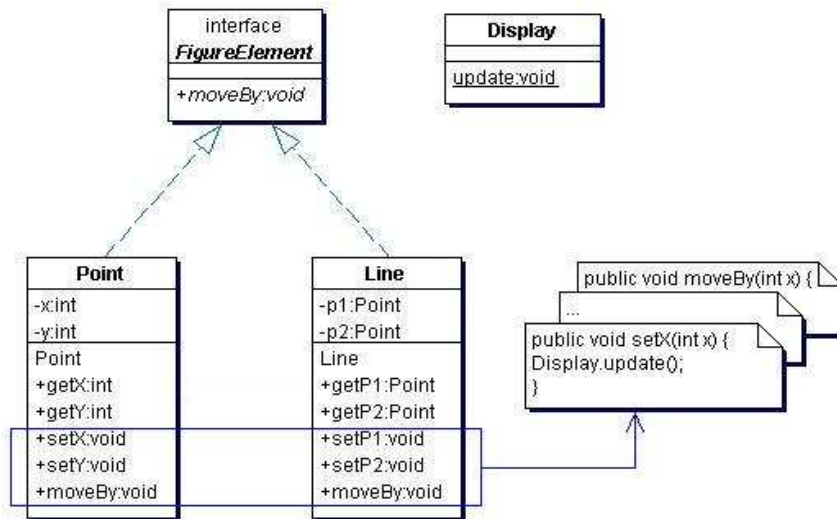 interface
FigureElement
+moveBy:void
Display
update:void
Point
-x:int
-y:int
Point
+getX:int
+getY:int
+setX:void
+setY:void
+moveBy:void
Line
-p1:Point
-p2:Point
Line
+getP1:Point
+getP2:Point
+setP1:void
+setP2:void
+moveBy:void
public void moveBy(int x) {
...
public void setX(int x) {
Display.update();
}